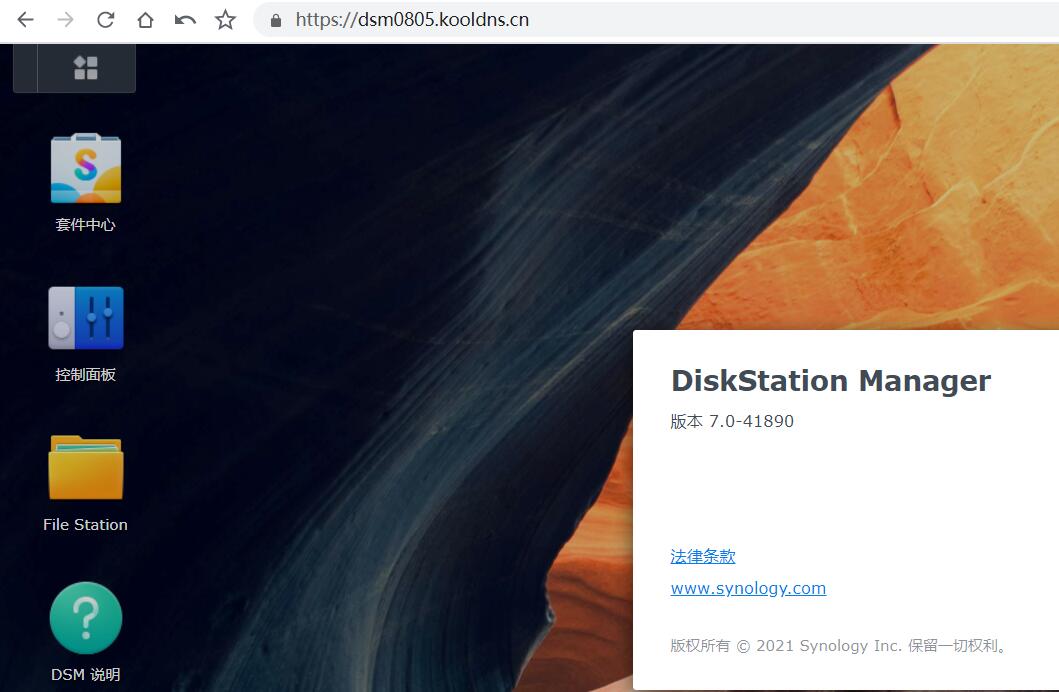 https://dsm0805.kooldns.cn
套件中心
控制面板
File Station
DSM 说明
DiskStation Manager
版本 7.0-41890
法律条款
www.synology.com
版权所有 © 2021 Synology Inc. 保留一切权利。